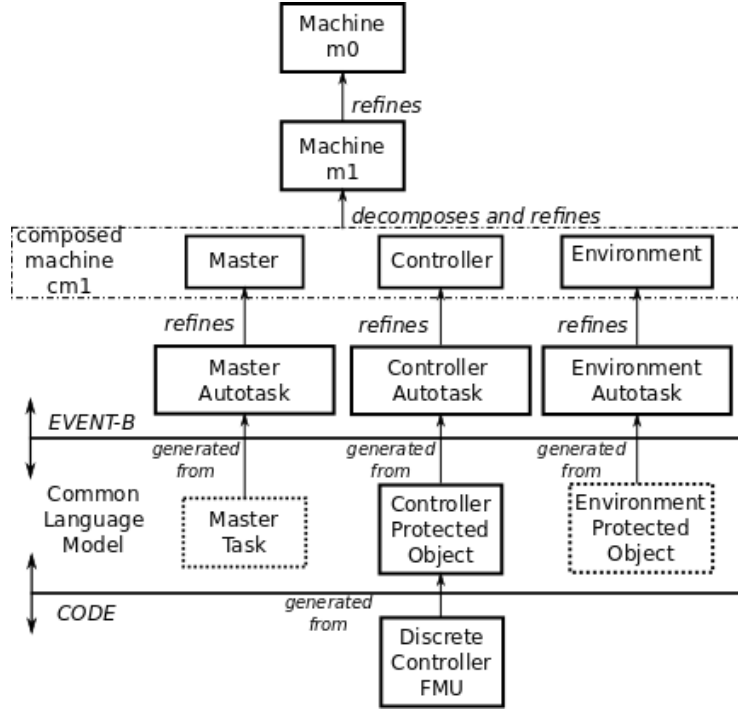 Machine
m0
refines
Machine
m1
decomposes and refines
composed
machine
cm1
Master
Controller
Environment
refines
refines
refines
Master
Autotask
Controller
Autotask
Environment
Autotask
EVENT-B
generated
from
generated
from
generated
from
Common
Language
Model
Master
Task
Controller
Protected
Object
Environment
Protected
Object
CODE
generated
from
Discrete
Controller
FMU